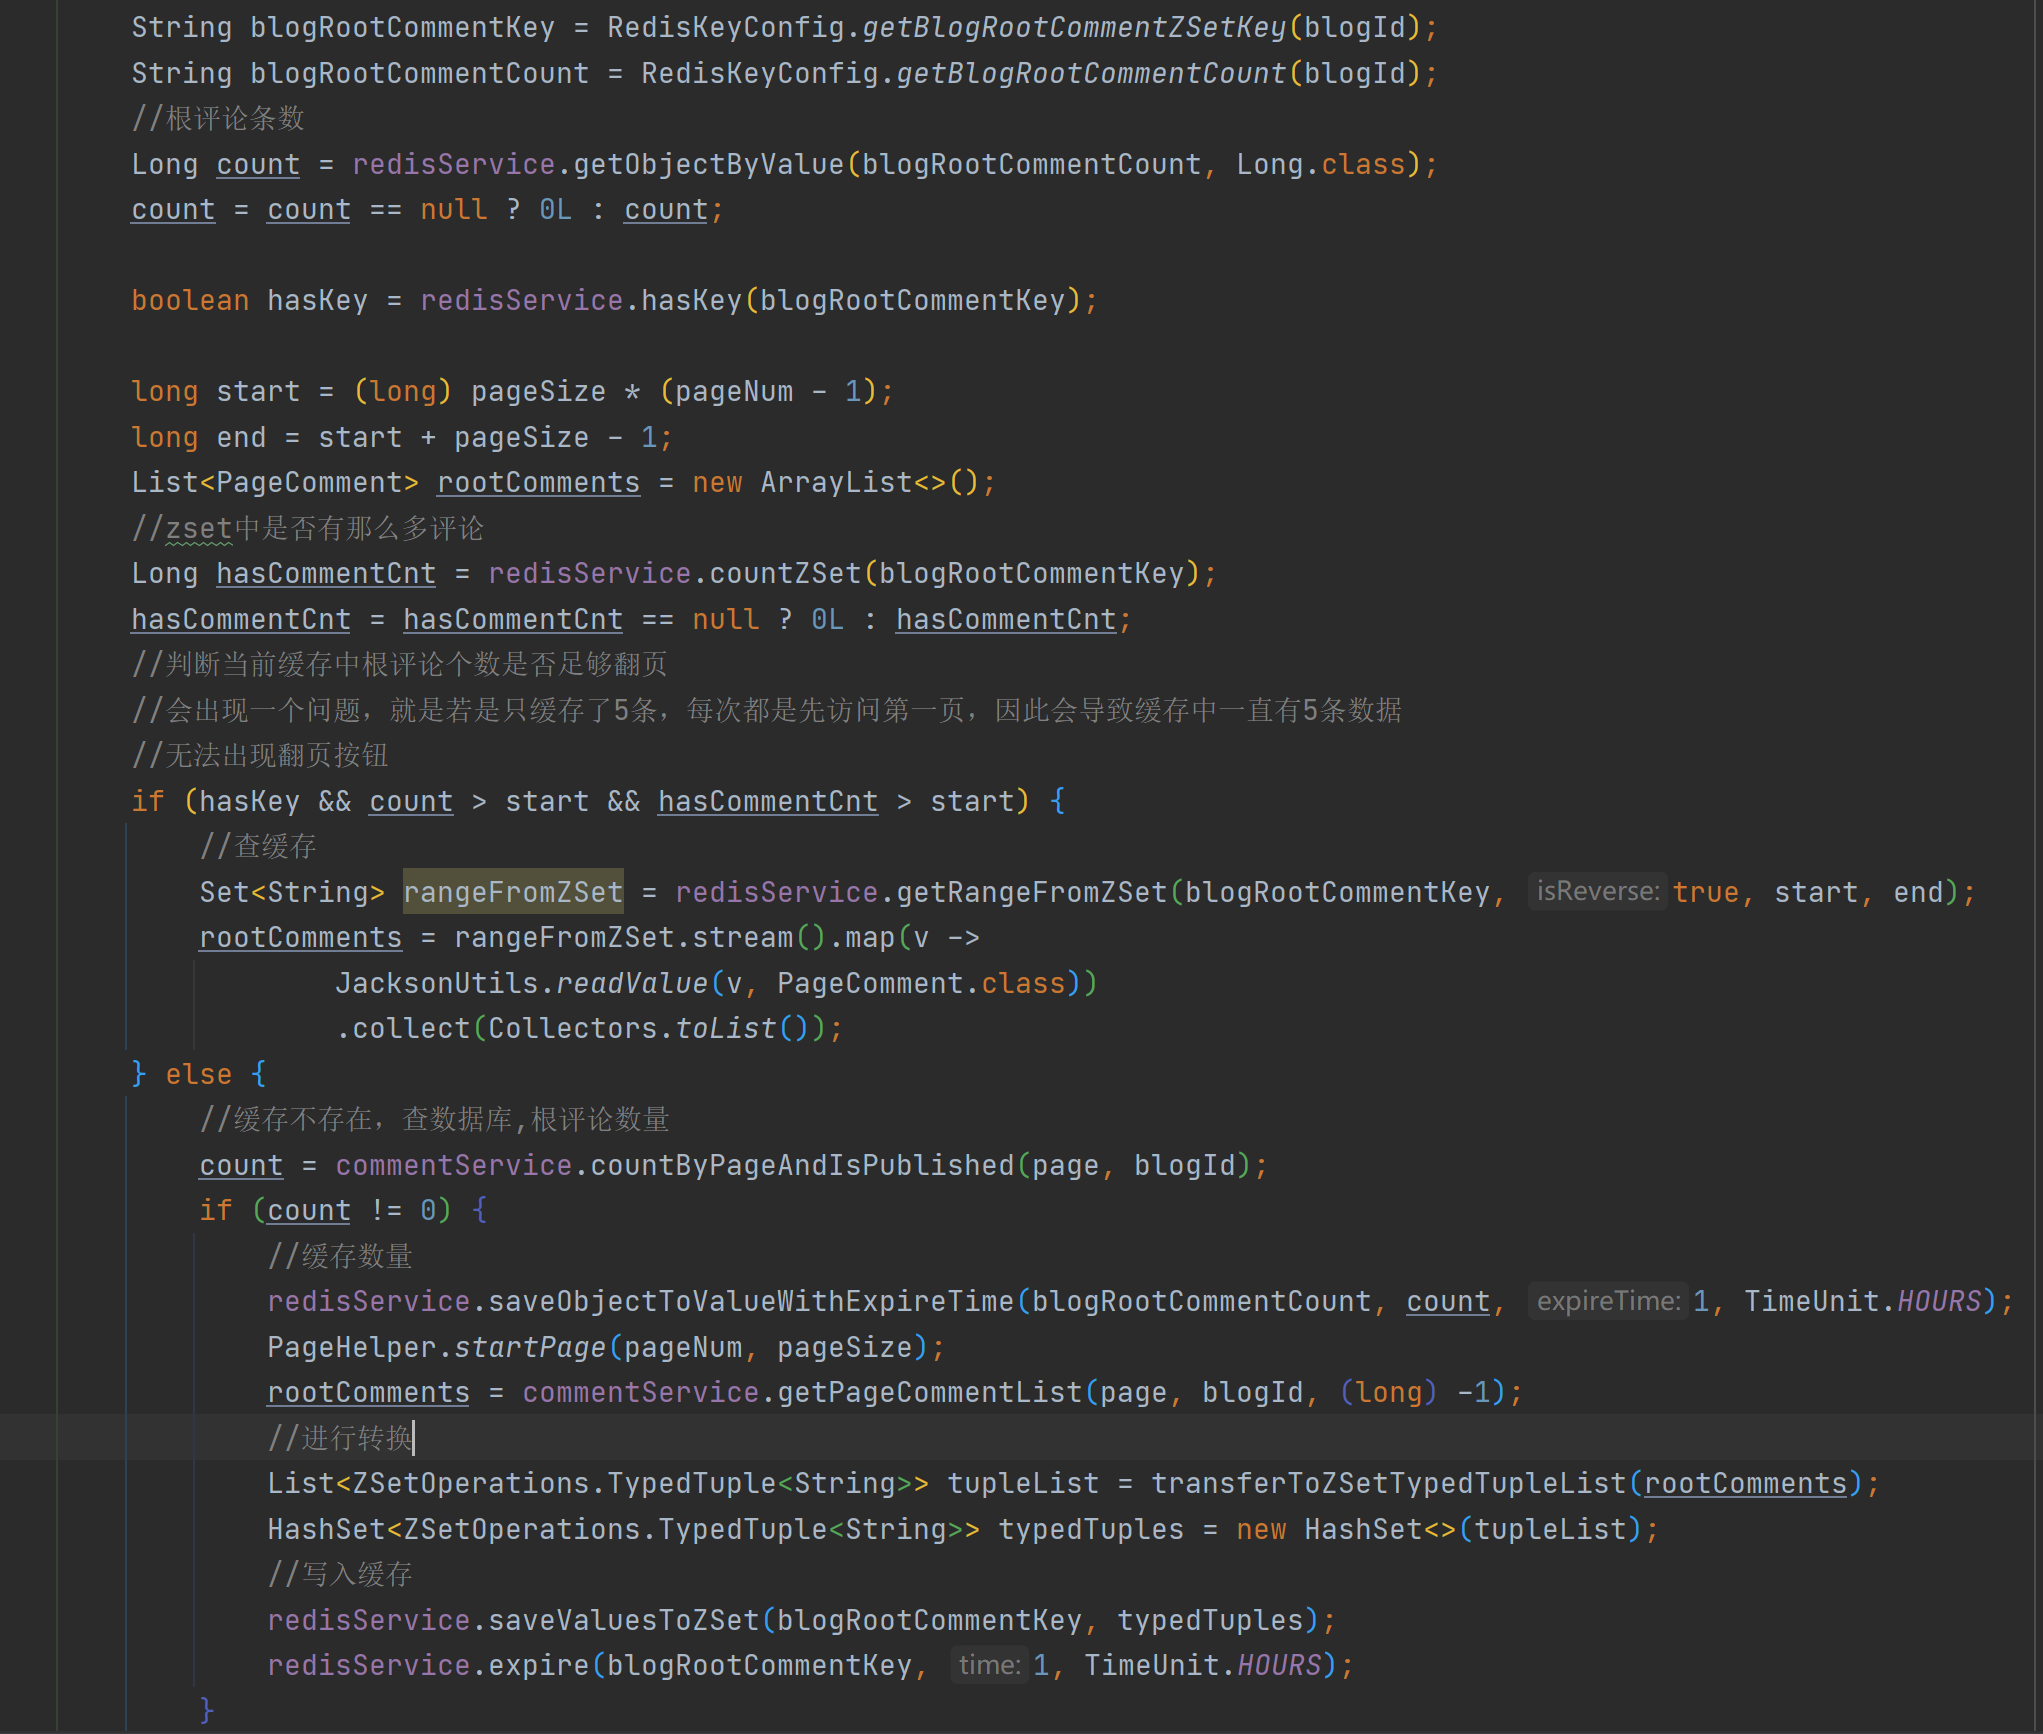 String blogRootCommentKey = RedisKeyConfig.getBlogRootCommentZSetKey(blogId);
String blogRootCommentCount = RedisKeyConfig.getBlogRootCommentCount(blogId);
//根评论条数
Long count = redisService.getObjectByValue(blogRootCommentCount, Long.class);
count = count == null ? 0L : count;
boolean hasKey = redisService.hasKey(blogRootCommentKey);
long start = (long) pageSize * (pageNum - 1);
long end = start + pageSize - 1;
List<PageComment> rootComments = new ArrayList<>();
//zset中是否有那么多评论
Long hasCommentCnt = redisService.countZSet(blogRootCommentKey);
hasCommentCnt = hasCommentCnt == null ? 0L : hasCommentCnt;
//判断当前缓存中根评论个数是否足够翻页
//会出现一个问题，就是若是只缓存了5条，每次都是先访问第一页，因此会导致缓存中一直有5条数据
//无法出现翻页按钮
if (hasKey && count > start && hasCommentCnt > start) {
//查缓存
Set<String> rangeFromZSet = redisService.getRangeFromZSet(blogRootCommentKey, isReverse: true, start, end);
rootComments = rangeFromZSet.stream().map(v ->
JacksonUtils.readValue(v, PageComment.class))
.collect(Collectors.toList());
} else {
//缓存不存在，查数据库,根评论数量
count = commentService.countByPageAndIsPublished(page, blogId);
if (count != 0) {
//缓存数量
redisService.saveObjectToValueWithExpireTime(blogRootCommentCount, count, expireTime: 1, TimeUnit.HOURS);
PageHelper.startPage(pageNum, pageSize);
rootComments = commentService.getPageCommentList(page, blogId, (long) -1);
//进行转换
List<ZSetOperations.TypedTuple<String>> tupleList = transferToZSetTypedTupleList(rootComments);
HashSet<ZSetOperations.TypedTuple<String>> typedTuples = new HashSet<>(tupleList);
//写入缓存
redisService.saveValuesToZSet(blogRootCommentKey, typedTuples);
redisService.expire(blogRootCommentKey, time: 1, TimeUnit.HOURS);
}